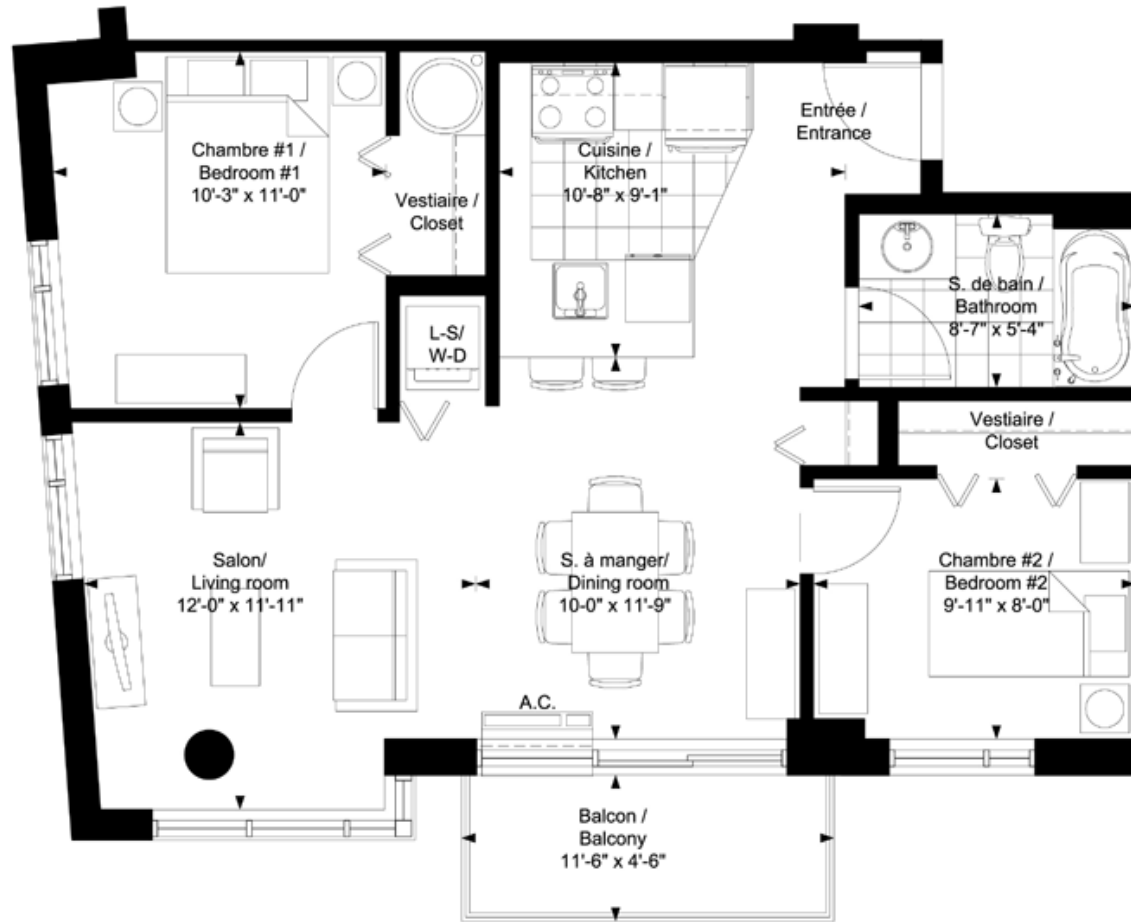 Entrée /
Entrance
Chambre #1 /
Bedroom #1
10'-3" x 11'-0"
Vestiaire /
Closet
Cuisine /
Kitchen
10'-8" x 9'-1"
S. de bain /
Bathroom
8'-7" x 5'-4"
L-S/
W-D
Vestiaire /
Closet
Salon/
Living room
12'-0" x 11'-11"
S. à manger/
Dining room
10-0" x 11'-9"
Chambre #2 /
Bedroom #2
9'-11" x 8'-0"
A.C.
Balcon /
Balcony
11'-6" x 4'-6"